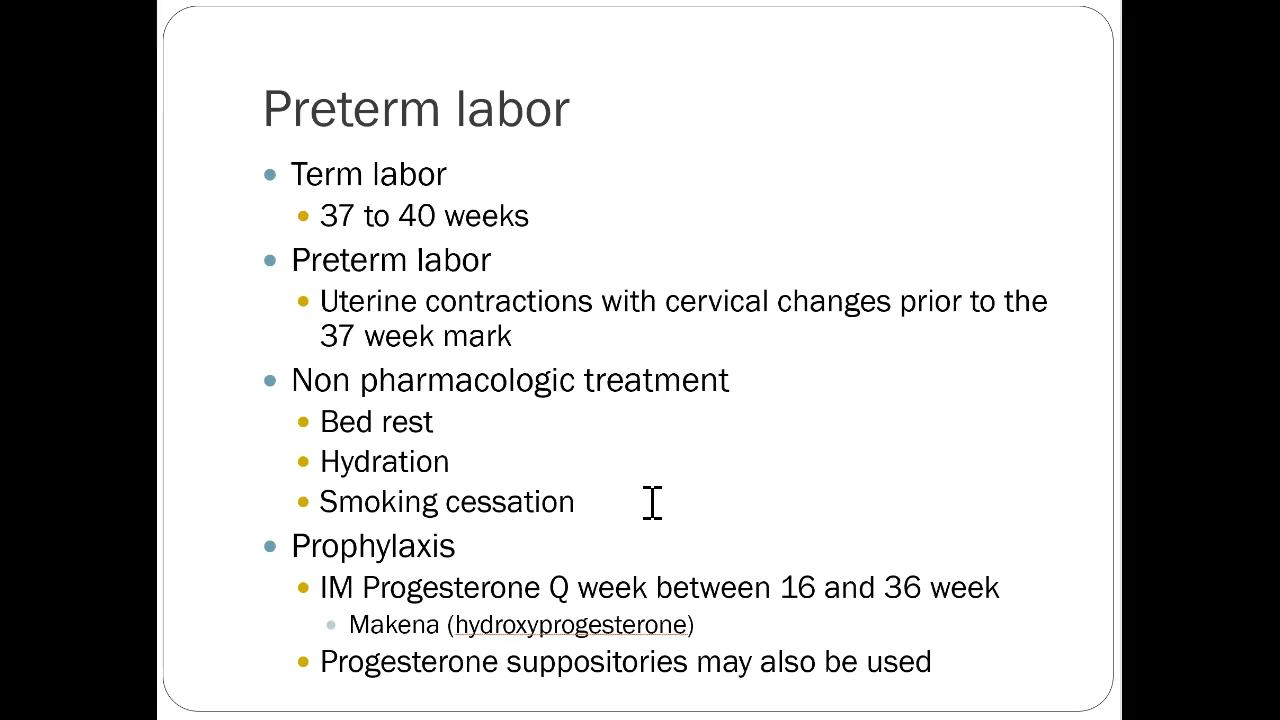 Preterm labor
Term labor
37 to 40 weeks
Preterm labor
Uterine contractions with cervical changes prior to the
37 week mark
Non pharmacologic treatment
Bed rest
Hydration
Smoking cessation
Prophylaxis
IM Progesterone Q week between 16 and 36 week
Makena (hydroxyprogesterone)
Progesterone suppositories may also be used